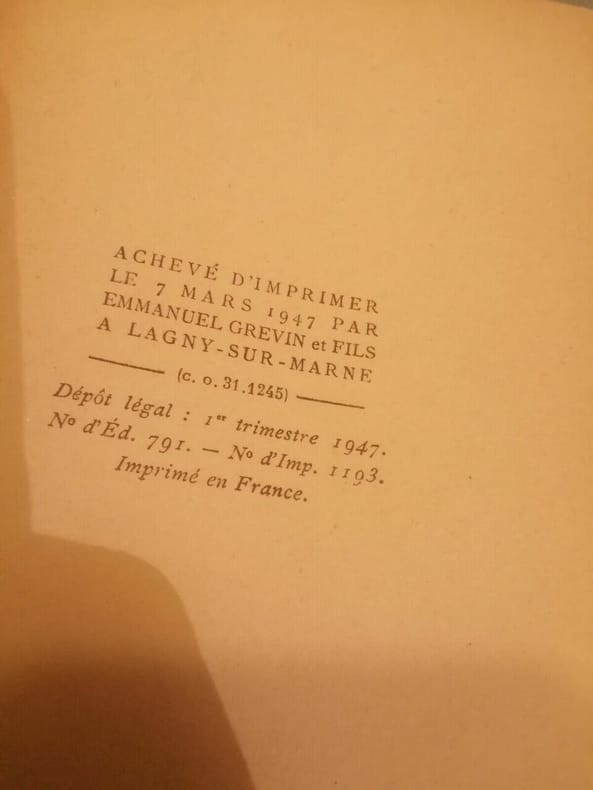 ACHEVÉ D'IMPRIMER
LE 7 MARS 1947 PAR
EMMANUEL GREVIN et FILS
A LAGNY-SUR-MARNE
(c. o. 31.1245)
Dépôt légal : 1er trimestre 1947.
No d'Éd. 791. — No d'Imp. 1193.
Imprimé en France.